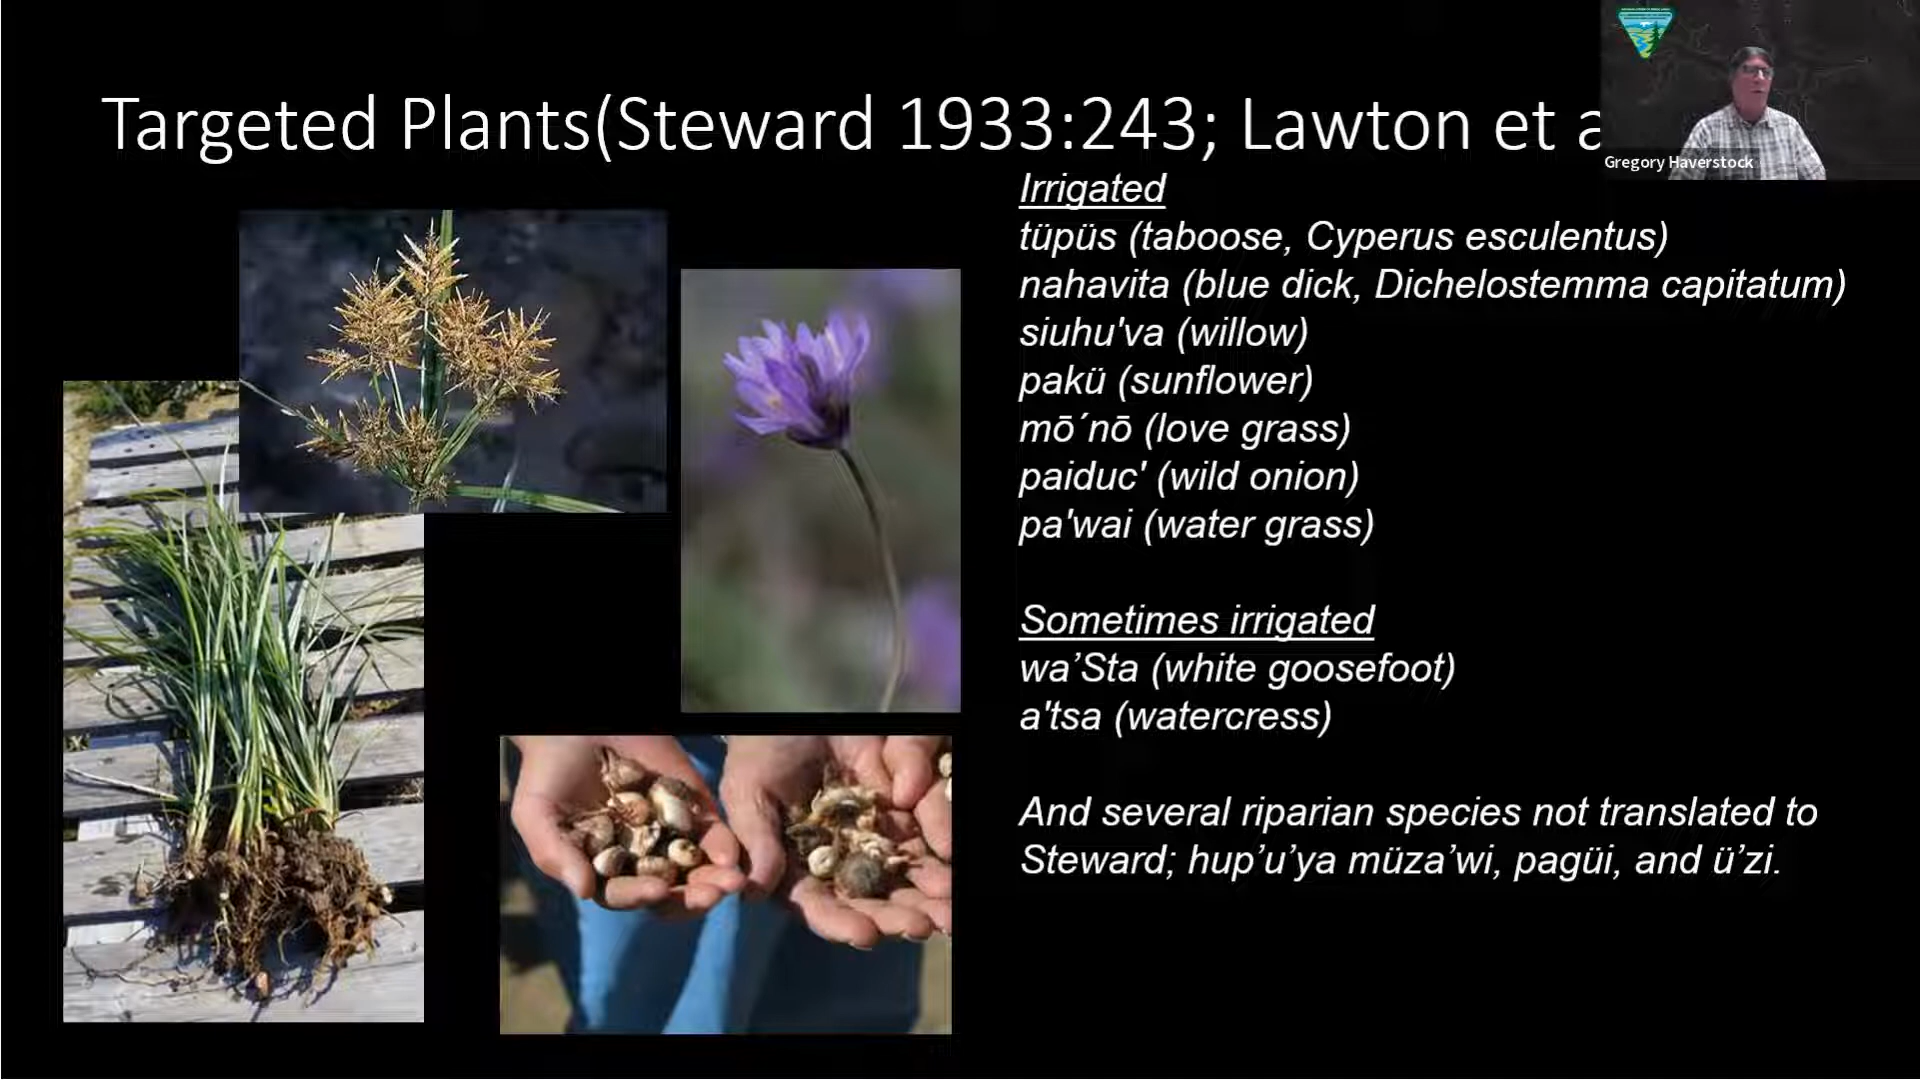 Targeted Plants(Steward 1933:243; Lawton et a
Gregory Haverstock
Irrigated
tüpüs (taboose, Cyperus esculentus)
nahavita (blue dick, Dichelostemma capitatum)
siuhu'va (willow)
pakü (sunflower)
mō´nō (love grass)
paiduc' (wild onion)
pa'wai (water grass)
Sometimes irrigated
wa’Sta (white goosefoot)
a'tsa (watercress)
And several riparian species not translated to
Steward; hup’u’ya müza’wi, pagüi, and ü’zi.